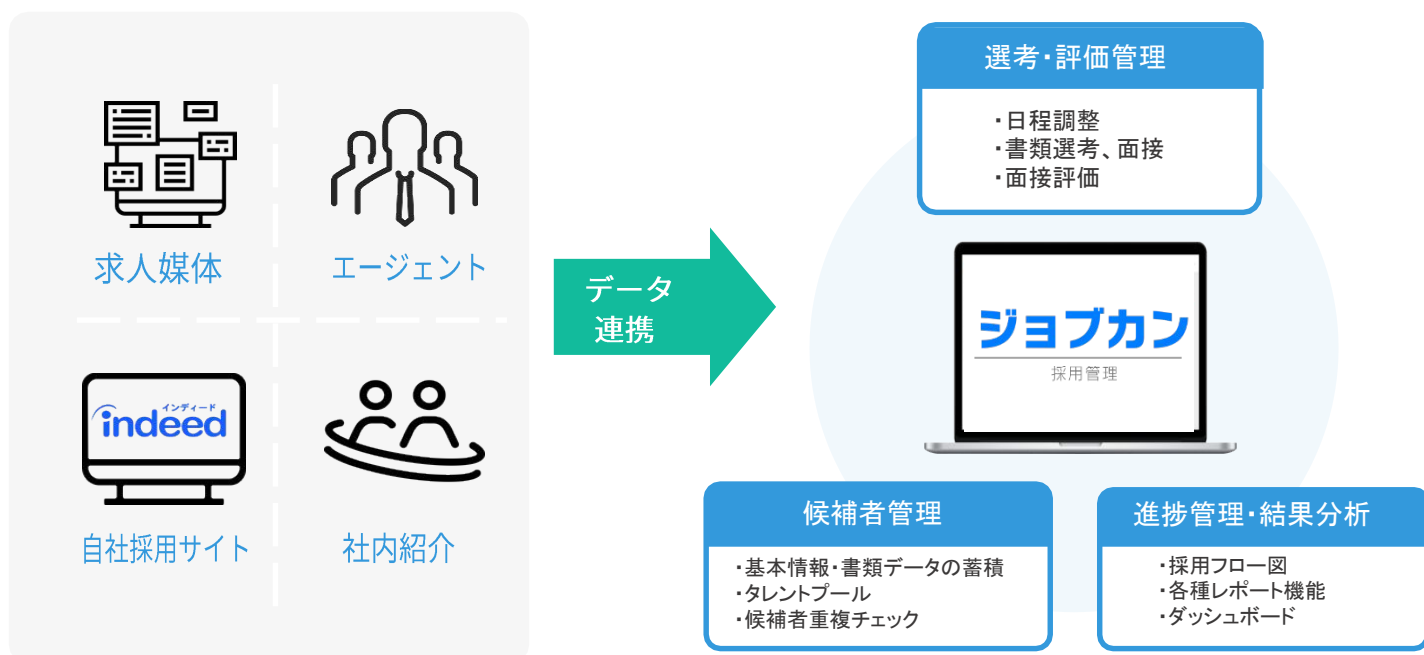 求人媒体
エージェント
インディード
indeed
自社採用サイト
社内紹介
データ
連携
選考・評価管理
・日程調整
・書類選考、面接
・面接評価
ジョブカン
採用管理
候補者管理
・基本情報・書類データの蓄積
・タレントプール
・候補者重複チェック
進捗管理・結果分析
・採用フロー図
・各種レポート機能
・ダッシュボード